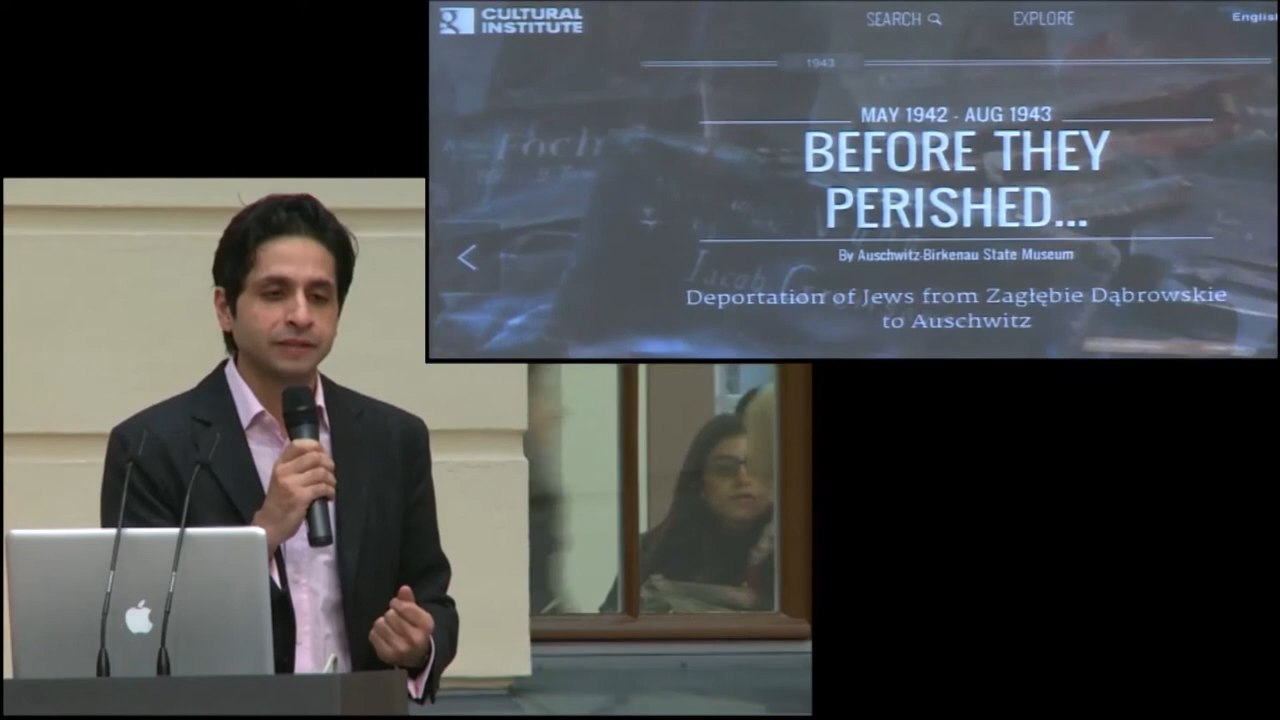 CULTURAL
INSTITUTE
SEARCH
EXPLORE
Englis
1943
MAY 1942 - AUG 1943
BEFORE THEY
PERISHED...
By Auschwitz-Birkenau State Museum
Deportation of Jews from Zagłębie Dąbrowskie
to Auschwitz